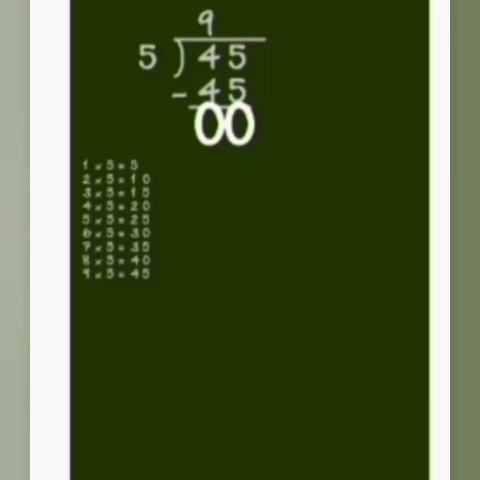 9
5 ) 45
- 45
00
1 x 5 = 5
2 x 5 = 10
3 x 5 = 15
4 x 5 = 20
5 x 5 = 25
6 x 5 = 30
7 x 5 = 35
8 x 5 = 40
9 x 5 = 45